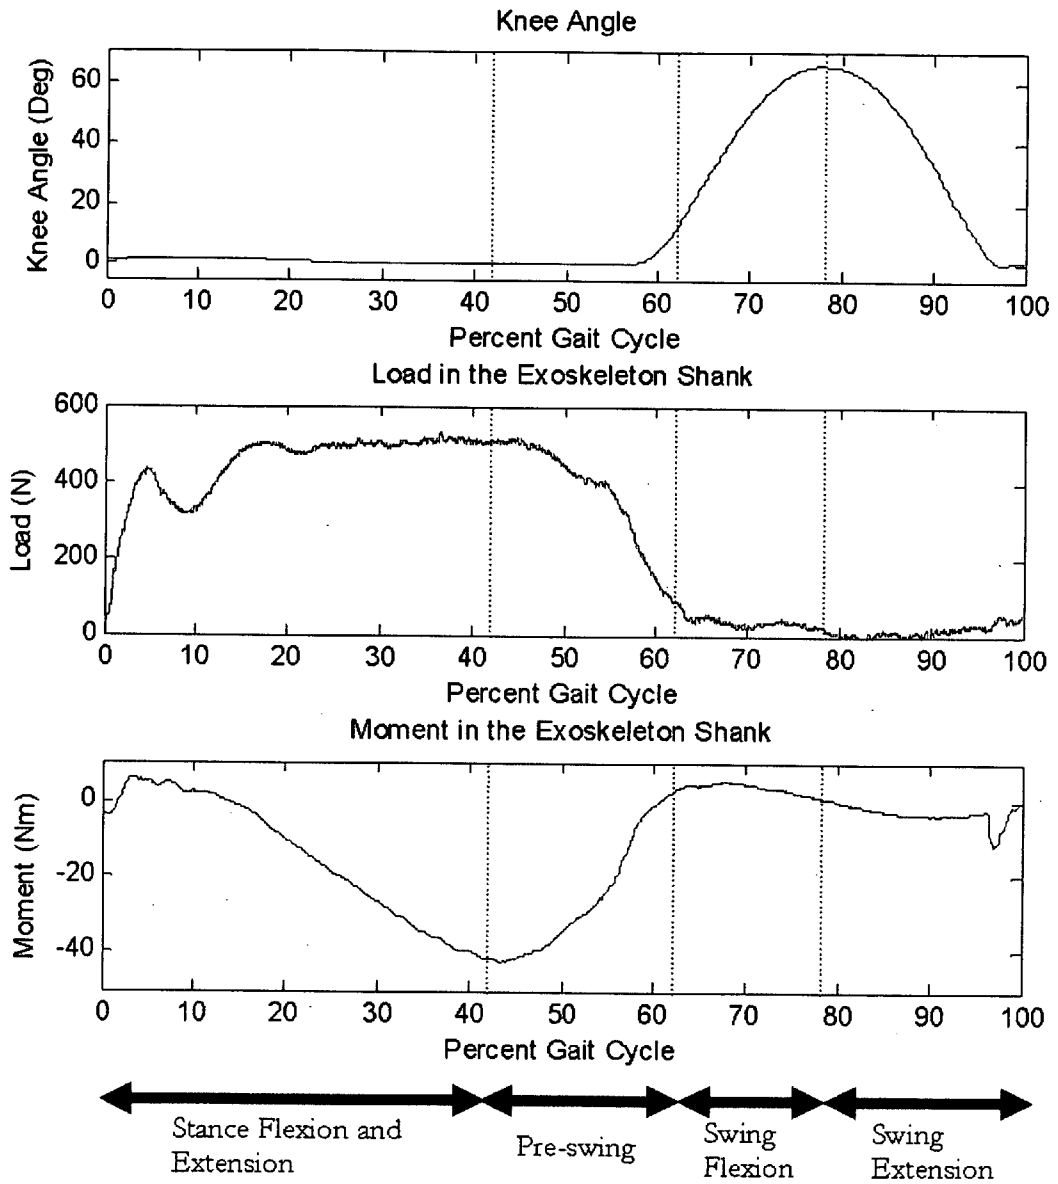 Knee Angle
Knee Angle (Deg)
60
40
20
0
0 10 20 30 40 50 60 70 80 90 100
Percent Gait Cycle
Load in the Exoskeleton Shank
Load (N)
600
400
200
0
0 10 20 30 40 50 60 70 80 90 100
Percent Gait Cycle
Moment in the Exoskeleton Shank
Moment (Nm)
0
-20
-40
0 10 20 30 40 50 60 70 80 90 100
Percent Gait Cycle
Stance Flexion and
Extension
Pre-swing
Swing
Flexion
Swing
Extension